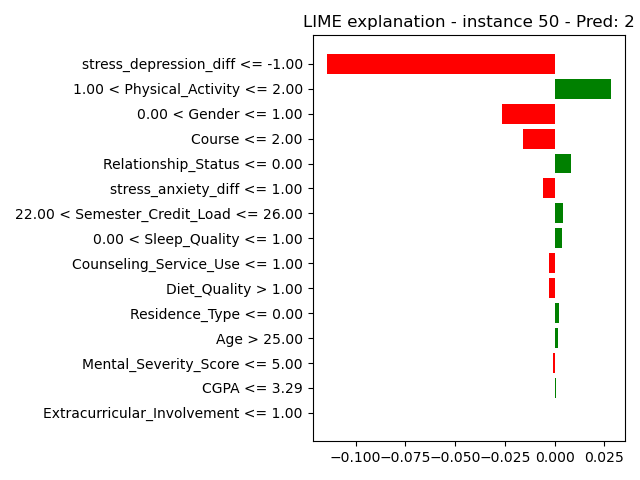 LIME explanation - instance 50 - Pred: 2
stress_depression_diff <= -1.00
1.00 < Physical_Activity <= 2.00
0.00 < Gender <= 1.00
Course <= 2.00
Relationship_Status <= 0.00
stress_anxiety_diff <= 1.00
22.00 < Semester_Credit_Load <= 26.00
0.00 < Sleep_Quality <= 1.00
Counseling_Service_Use <= 1.00
Diet_Quality > 1.00
Residence_Type <= 0.00
Age > 25.00
Mental_Severity_Score <= 5.00
CGPA <= 3.29
Extracurricular_Involvement <= 1.00
−0.100 −0.075 −0.050 −0.025 0.000 0.025